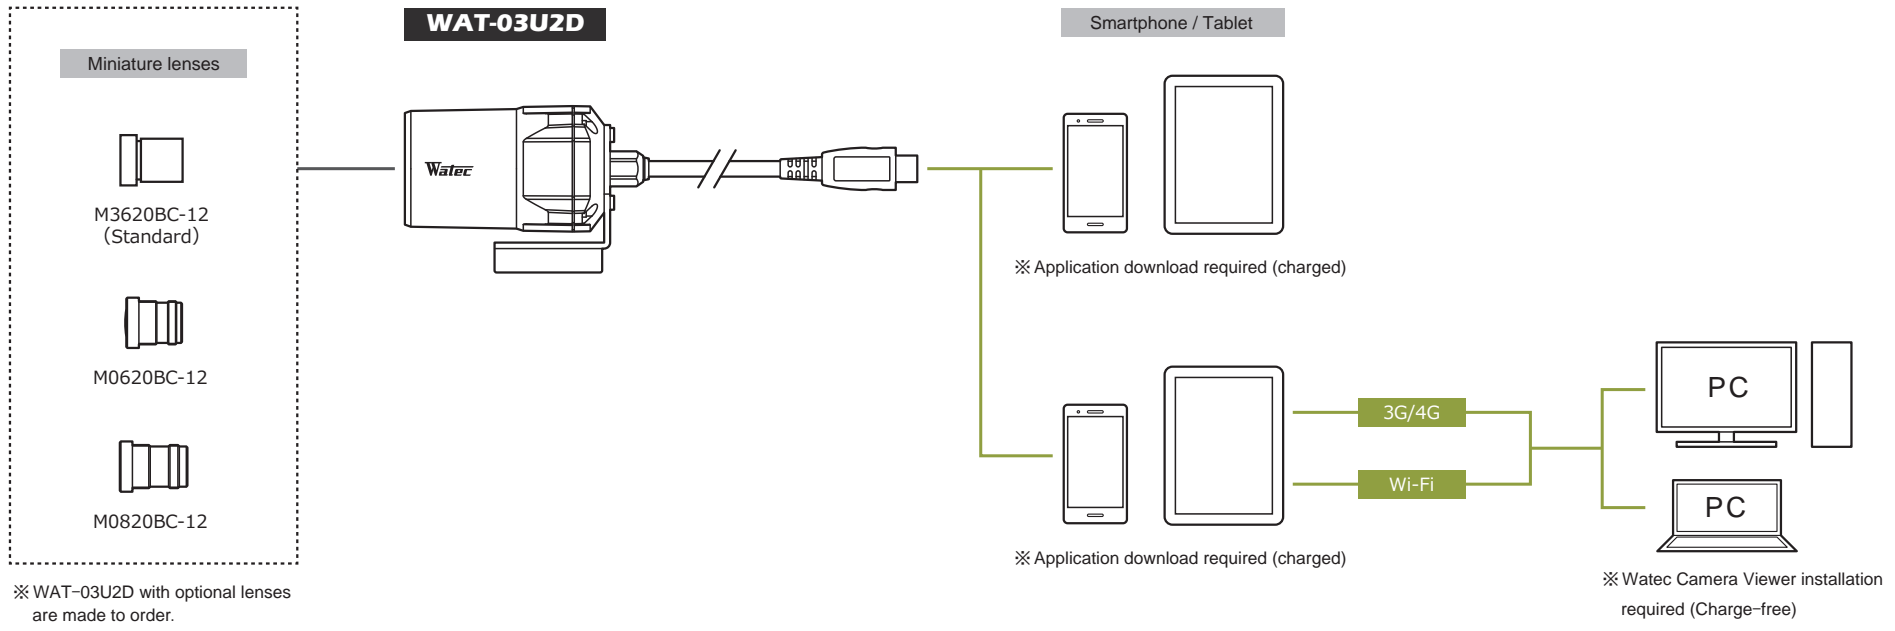 WAT-03U2D
Smartphone / Tablet
Miniature lenses
Watec
M3620BC-12
(Standard)
M0620BC-12
M0820BC-12
※ WAT-03U2D with optional lenses
are made to order.
※ Application download required (charged)
3G/4G
Wi-Fi
※ Application download required (charged)
PC
PC
※ Watec Camera Viewer installation
required (Charge-free)